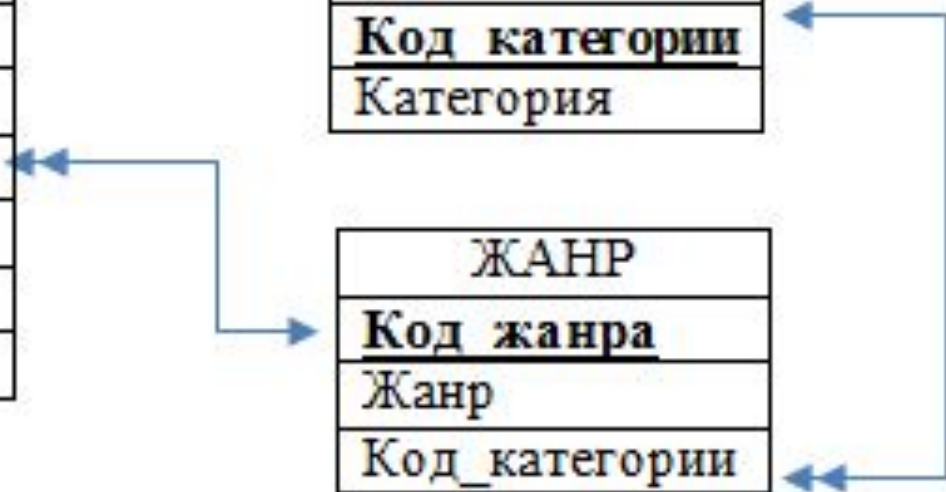 Код_категории
Категория
ЖАНР
Код_жанра
Жанр
Код_категории